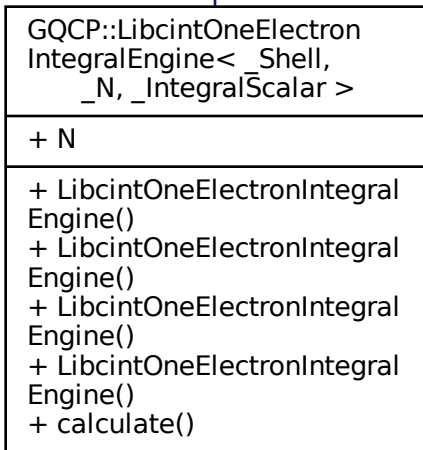 GQCP::LibcintOneElectron
IntegralEngine< _Shell,
_N, _IntegralScalar >
+ N
+ LibcintOneElectronIntegral
Engine()
+ LibcintOneElectronIntegral
Engine()
+ LibcintOneElectronIntegral
Engine()
+ LibcintOneElectronIntegral
Engine()
+ calculate()